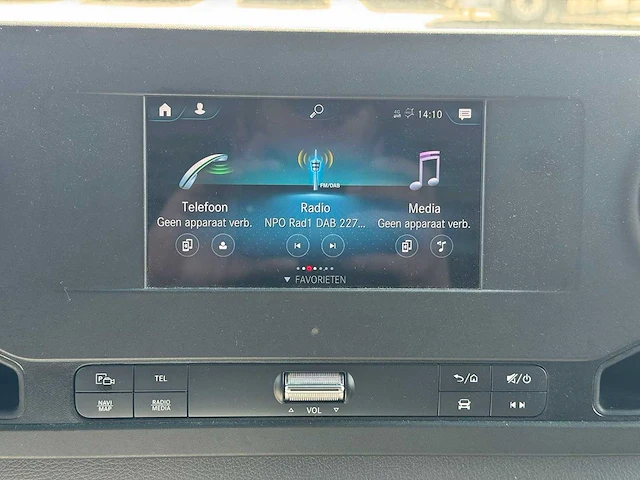 14:10
FM/DAB
Telefoon
Geen apparaat verb.
Radio
NPO Rad1 DAB 227...
Media
Geen apparaat verb.
FAVORIETEN
P
TEL
NAVI
MAP
RADIO
MEDIA
VOL